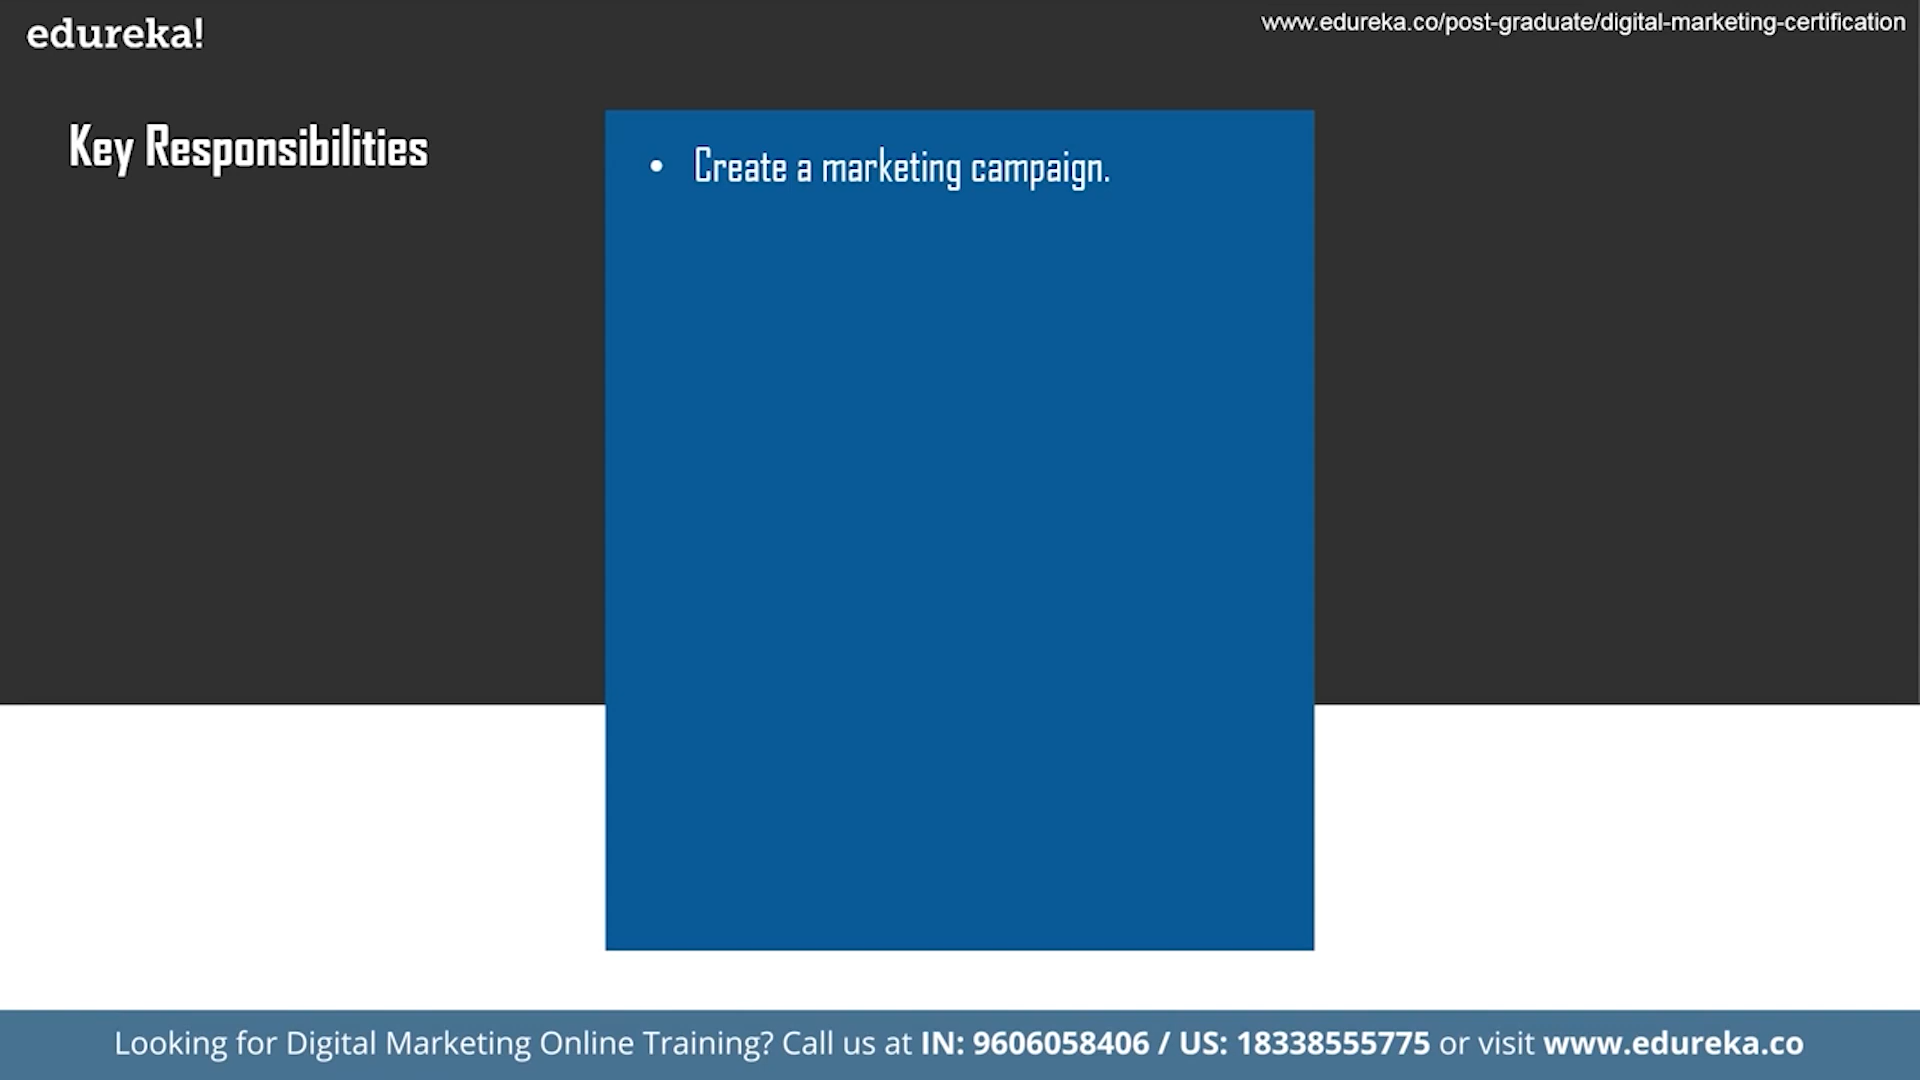 edureka!
www.edureka.co/post-graduate/digital-marketing-certification
Key Responsibilities
• Create a marketing campaign.
Looking for Digital Marketing Online Training? Call us at IN: 9606058406 / US: 18338555775 or visit www.edureka.co